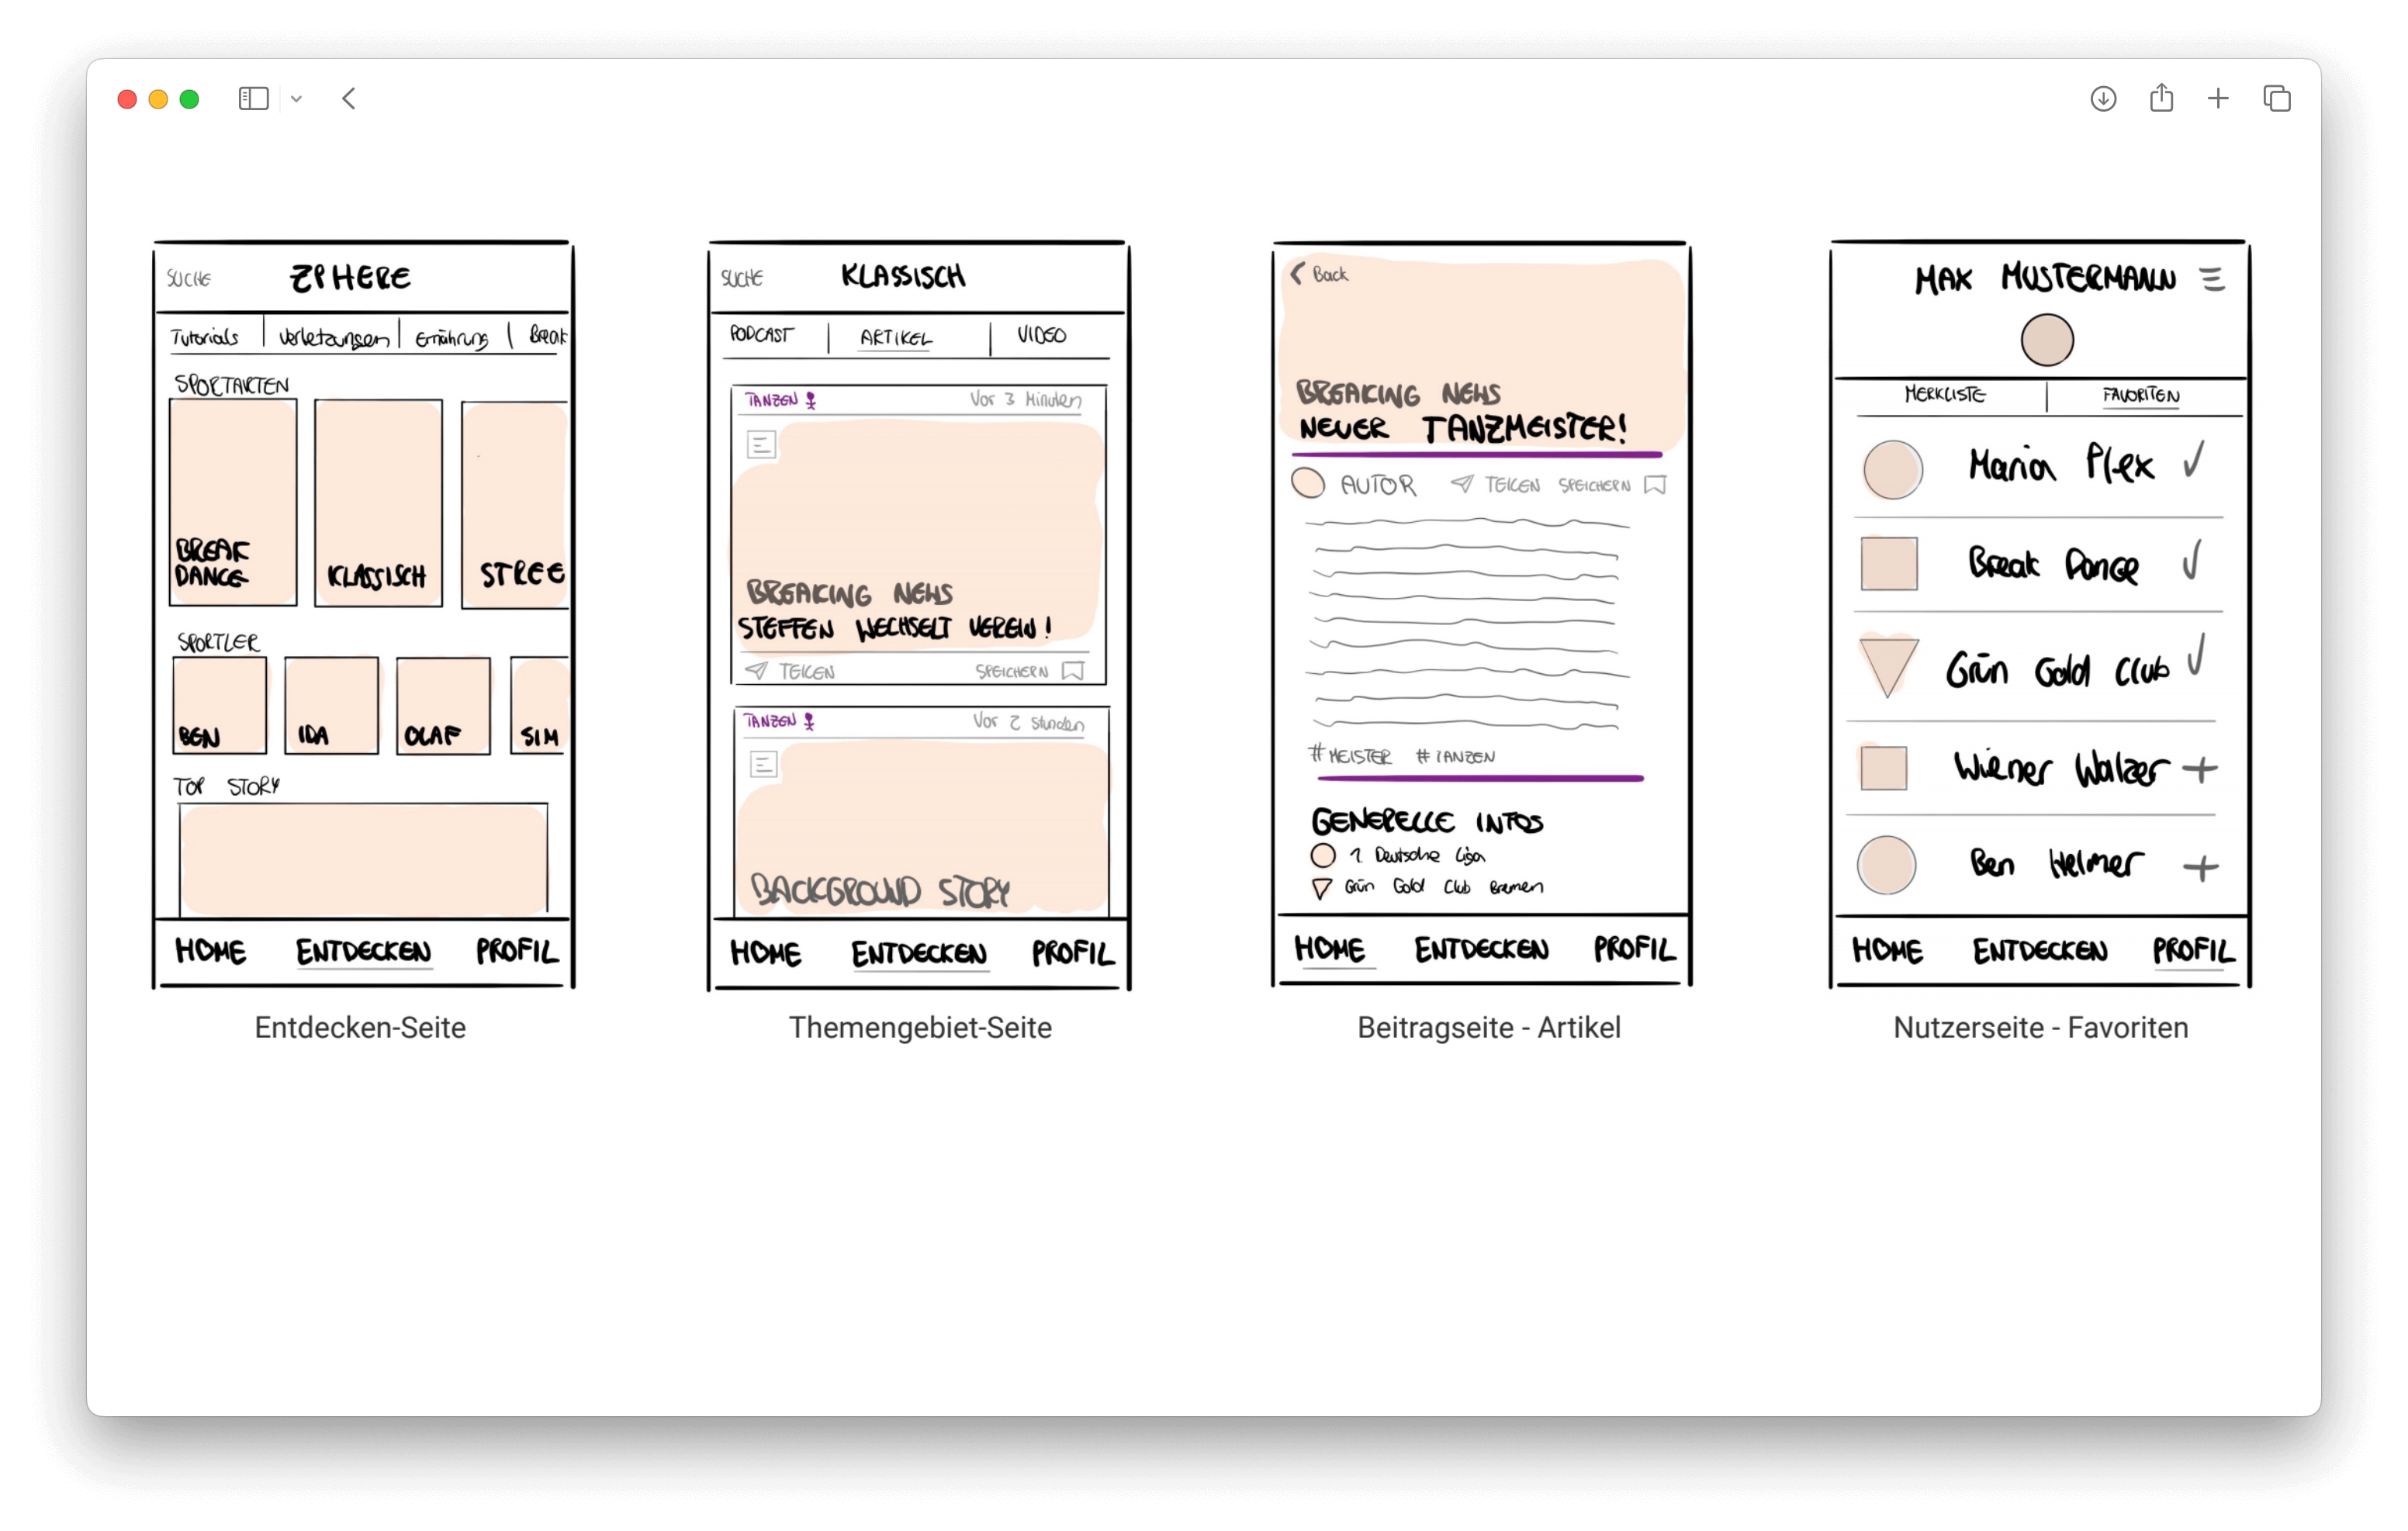 SUCHE ZPHERE
Tutorials Verletzungen Ernährung Break
SPORTARTEN
BREAK
DANCE
KLASSISCH
STREE
SPORTLER
BEN IDA OLAF SIM
TOP STORY
HOME ENTDECKEN PROFIL
Entdecken-Seite
SUCHE KLASSISCH
PODCAST ARTIKEL VIDEO
TANZEN Vor 3 Minuten
BREAKING NEWS
STEFFEN WECHSELT VEREIN!
TEILEN SPEICHERN
TANZEN Vor 2 Stunden
BACKGROUND STORY
HOME ENTDECKEN PROFIL
Themengebiet-Seite
Back
BREAKING NEWS
NEUER TANZMEISTER!
AUTOR TEILEN SPEICHERN
#MEISTER #TANZEN
GENERELLE INFOS
1. Deutsche Liga
Grün Gold Club Bremen
HOME ENTDECKEN PROFIL
Beitragseite - Artikel
MAX MUSTERMANN
MERKLISTE FAVORITEN
Maria Plex
Break Dance
Grün Gold Club
Wiener Walzer
Ben Helmer
HOME ENTDECKEN PROFIL
Nutzerseite - Favoriten